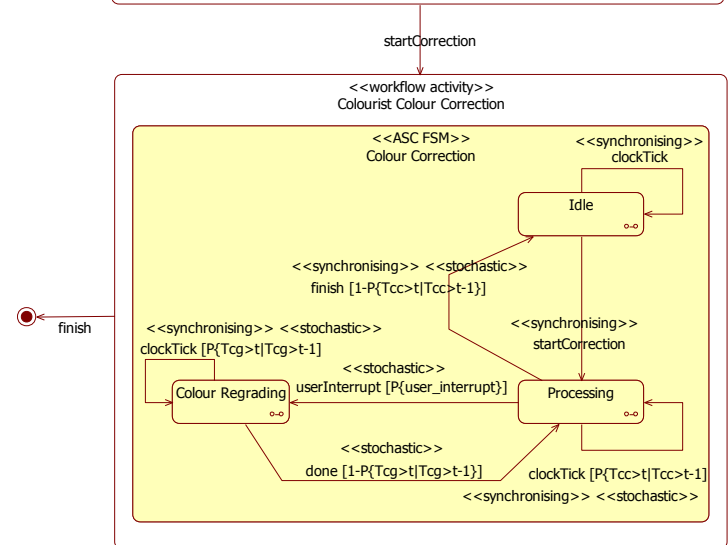 startCorrection
<<workflow activity>>
Colourist Colour Correction
<<ASC FSM>>
Colour Correction
<<synchronising>>
clockTick
Idle
<<synchronising>> <<stochastic>>
finish [1-P{Tcc>t|Tcc>t-1}]
<<synchronising>>
startCorrection
finish
<<synchronising>> <<stochastic>>
clockTick [P{Tcg>t|Tcg>t-1]
<<stochastic>>
userInterrupt [P{user_interrupt}]
Colour Regrading
Processing
<<stochastic>>
done [1-P{Tcg>t|Tcg>t-1}]
clockTick [P{Tcc>t|Tcc>t-1]
<<synchronising>> <<stochastic>>